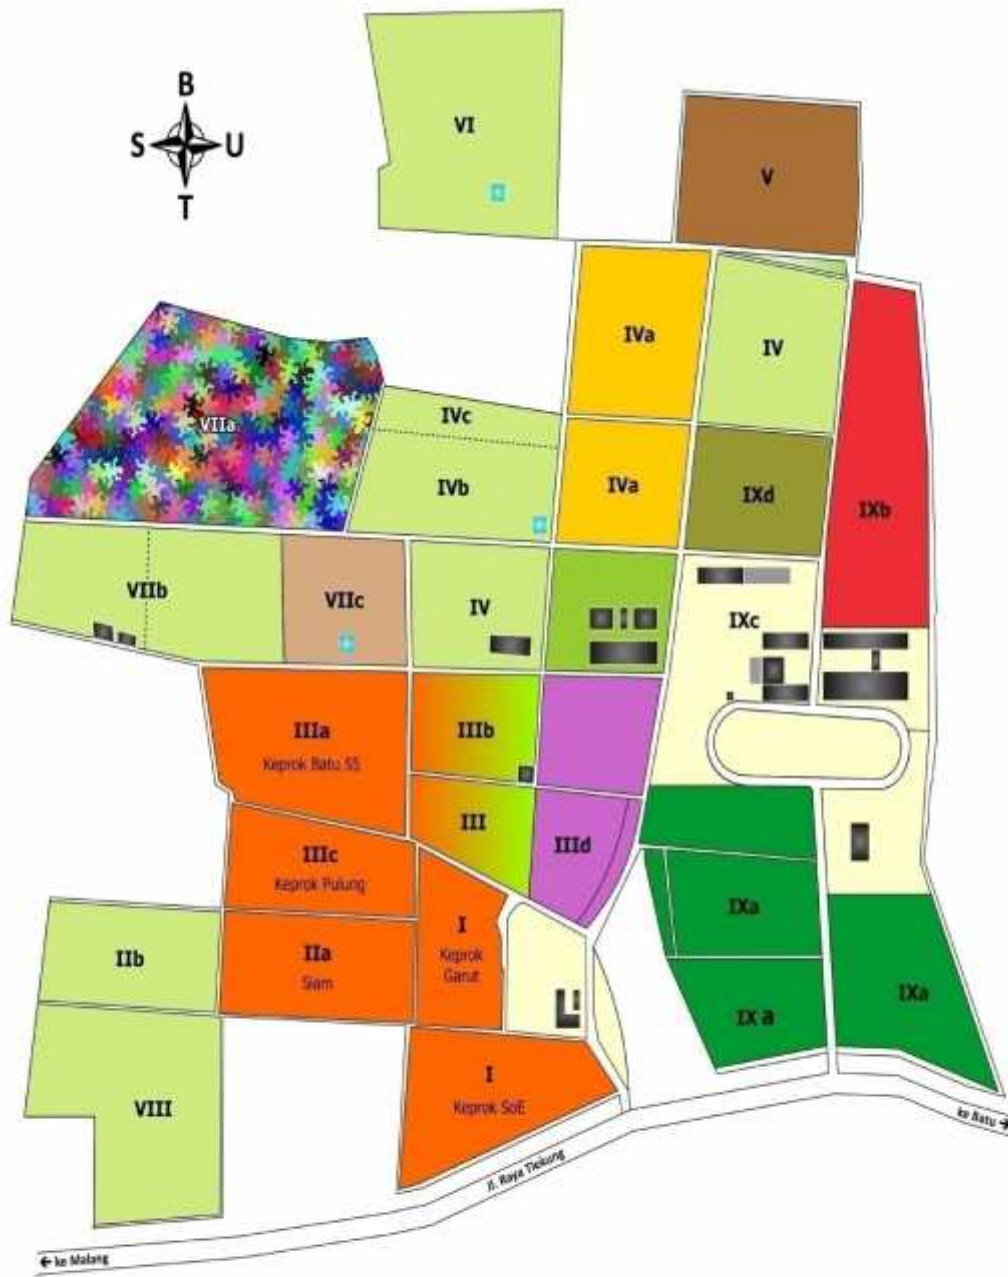 B
S U
T
VI
V
IVa
IV
VIIa
IVc
IVb
IVa
IXd
IXb
VIIb
VIIc
IV
IXc
IIIa
Keprok Batu 55
IIIb
III
IIId
IIIc
Keprok Pulung
I
Keprok
Garut
IIa
Siam
IIb
IXa
IXa
IX a
I
Keprok SoE
VIII
Jl. Raya Tlekung
ke Batu →
← ke Malang